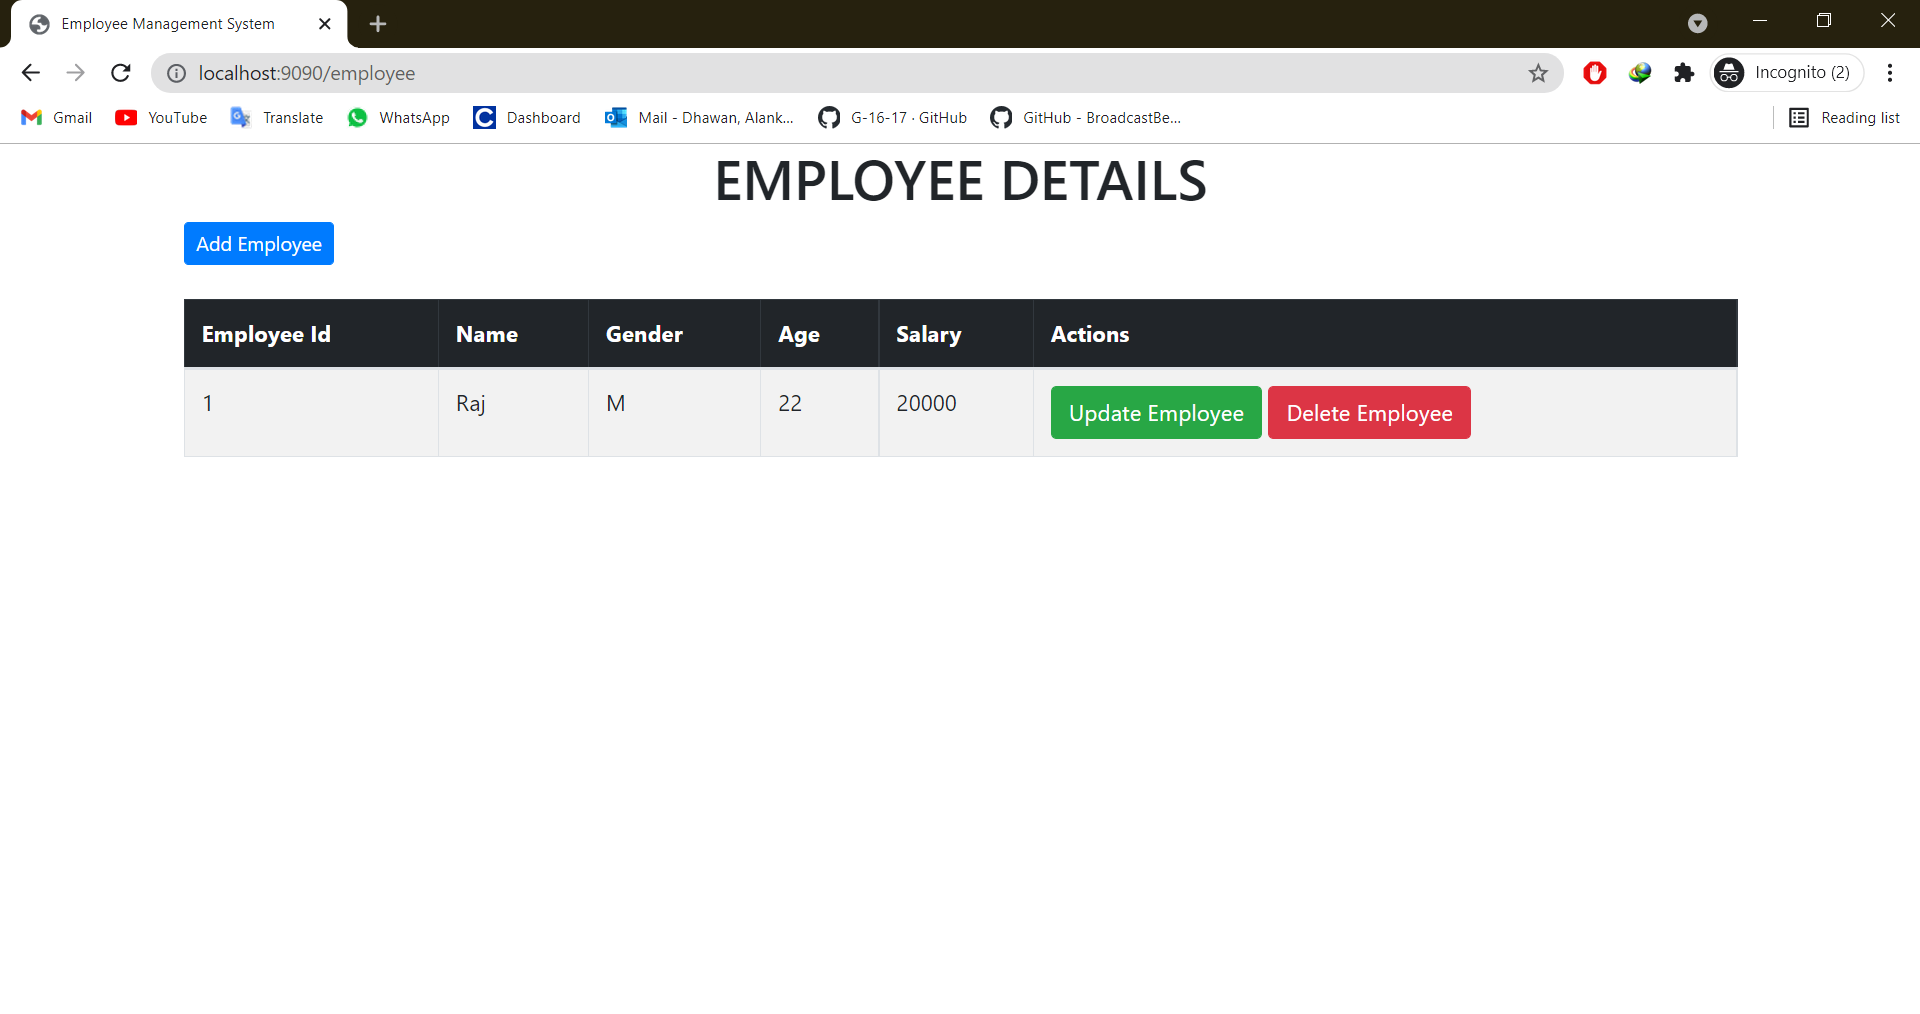 Employee Management System
localhost:9090/employee
Incognito (2)
Gmail YouTube Translate WhatsApp Dashboard Mail - Dhawan, Alank... G-16-17 · GitHub GitHub - BroadcastBe... Reading list
EMPLOYEE DETAILS
Add Employee
Employee Id Name Gender Age Salary Actions
1 Raj M 22 20000 Update Employee Delete Employee